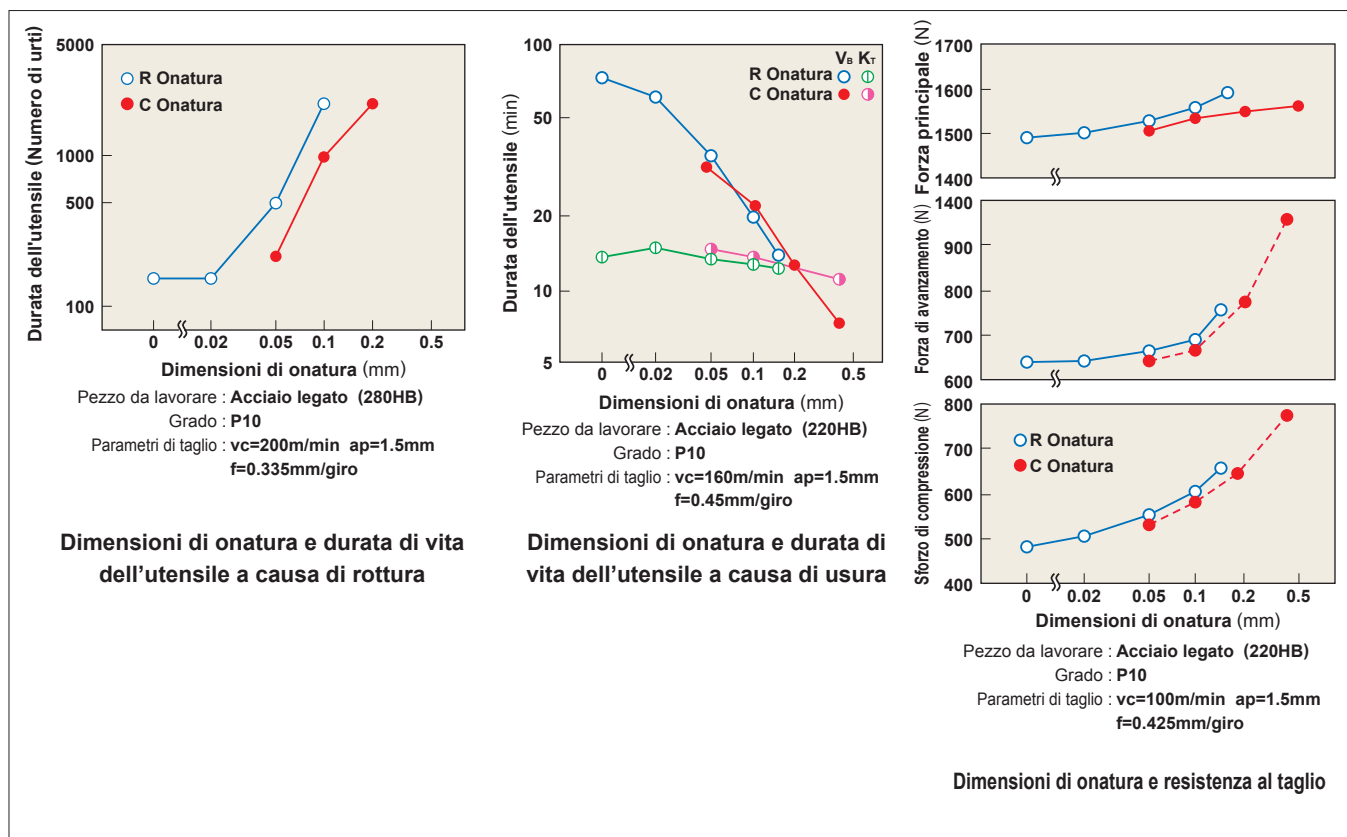 Durata dell'utensile (Numero di urti)
5000
1000
500
100
R Onatura
C Onatura
0 0.02 0.05 0.1 0.2 0.5
Dimensioni di onatura (mm)
Pezzo da lavorare : Acciaio legato (280HB)
Grado : P10
Parametri di taglio : vc=200m/min ap=1.5mm
f=0.335mm/giro
Dimensioni di onatura e durata di vita
dell'utensile a causa di rottura
Durata dell'utensile (min)
100
50
20
10
5
VB KT
R Onatura
C Onatura
0 0.02 0.05 0.1 0.2 0.5
Dimensioni di onatura (mm)
Pezzo da lavorare : Acciaio legato (220HB)
Grado : P10
Parametri di taglio : vc=160m/min ap=1.5mm
f=0.45mm/giro
Dimensioni di onatura e durata di
vita dell'utensile a causa di usura
Forza principale (N)
1700
1600
1500
1400
Forza di avanzamento (N)
1400
900
800
700
600
Sforzo di compressione (N)
800
700
600
500
400
R Onatura
C Onatura
0 0.02 0.05 0.1 0.2 0.5
Dimensioni di onatura (mm)
Pezzo da lavorare : Acciaio legato (220HB)
Grado : P10
Parametri di taglio : vc=100m/min ap=1.5mm
f=0.425mm/giro
Dimensioni di onatura e resistenza al taglio